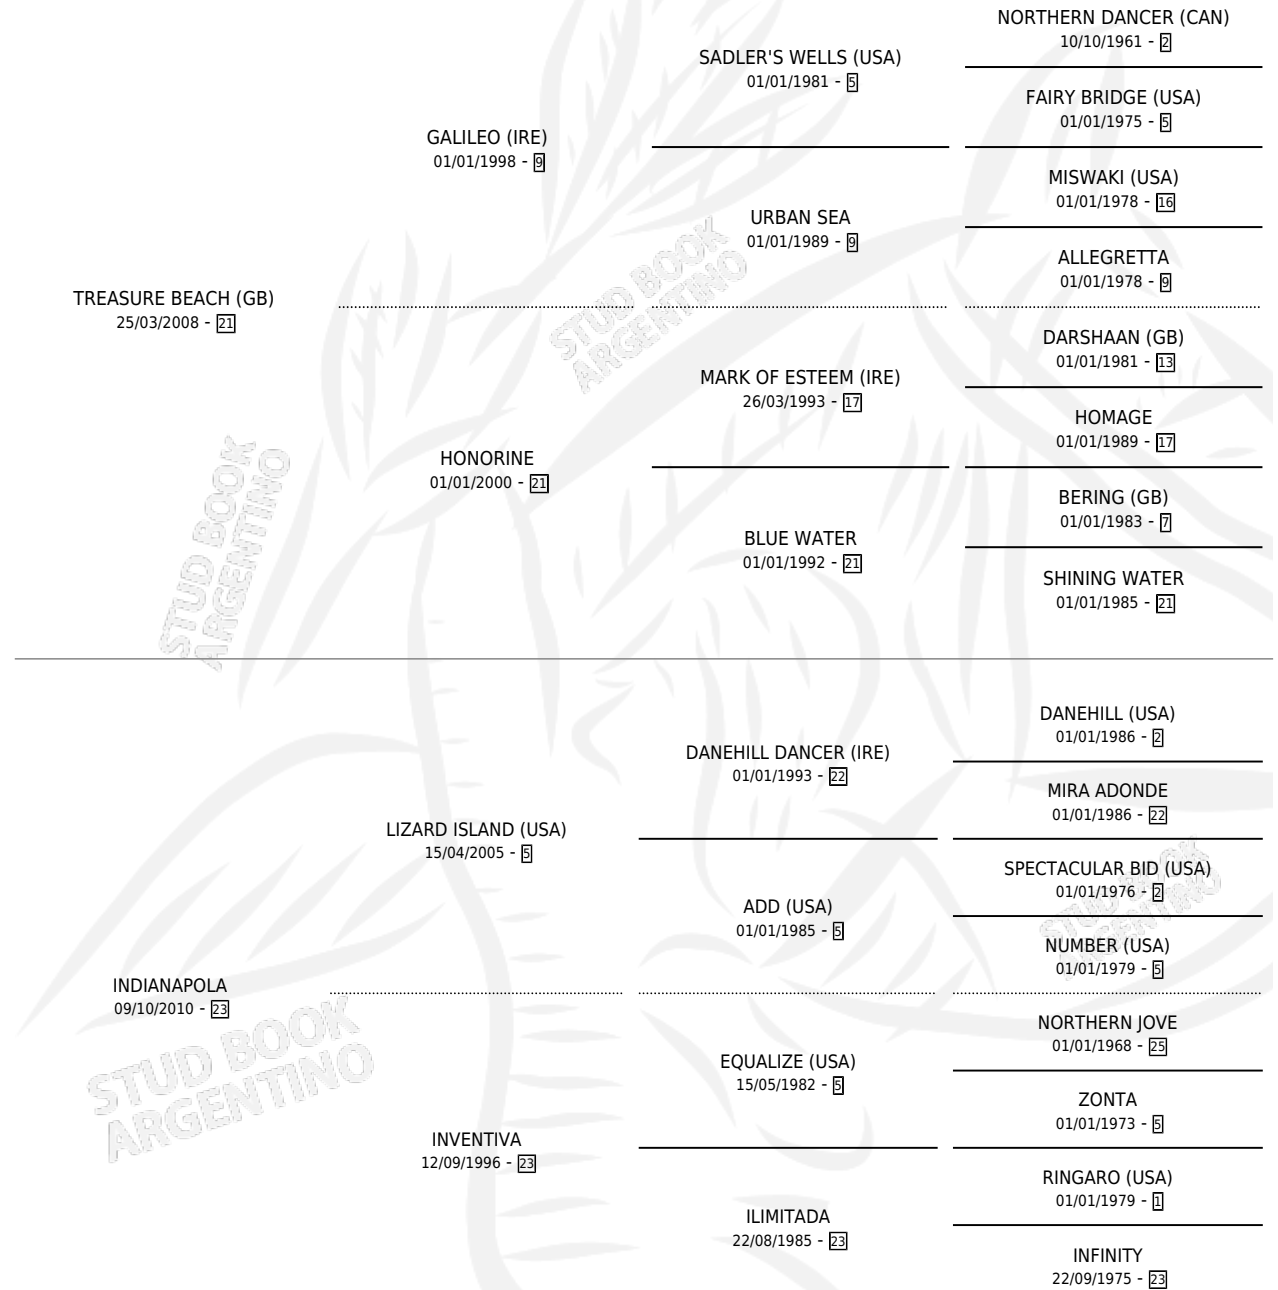 NORTHERN DANCER (CAN)
10/10/1961 - 2
SADLER'S WELLS (USA)
01/01/1981 - 5
FAIRY BRIDGE (USA)
01/01/1975 - 5
GALILEO (IRE)
01/01/1998 - 9
MISWAKI (USA)
01/01/1978 - 16
URBAN SEA
01/01/1989 - 9
ALLEGRETTA
01/01/1978 - 9
TREASURE BEACH (GB)
25/03/2008 - 21
STUD BOOK
ARGENTINO
DARSHAAN (GB)
01/01/1981 - 13
MARK OF ESTEEM (IRE)
26/03/1993 - 17
HOMAGE
01/01/1989 - 17
HONORINE
01/01/2000 - 21
BERING (GB)
01/01/1983 - 7
BLUE WATER
01/01/1992 - 21
SHINING WATER
01/01/1985 - 21
STUD BOOK
ARGENTINO
DANEHILL (USA)
01/01/1986 - 2
DANEHILL DANCER (IRE)
01/01/1993 - 22
MIRA ADONDE
01/01/1986 - 22
LIZARD ISLAND (USA)
15/04/2005 - 5
SPECTACULAR BID (USA)
01/01/1976 - 2
ADD (USA)
01/01/1985 - 5
NUMBER (USA)
01/01/1979 - 5
STUD BOOK
ARGENTINO
INDIANAPOLA
09/10/2010 - 23
STUD BOOK
ARGENTINO
NORTHERN JOVE
01/01/1968 - 25
EQUALIZE (USA)
15/05/1982 - 5
ZONTA
01/01/1973 - 5
INVENTIVA
12/09/1996 - 23
RINGARO (USA)
01/01/1979 - 1
ILIMITADA
22/08/1985 - 23
INFINITY
22/09/1975 - 23